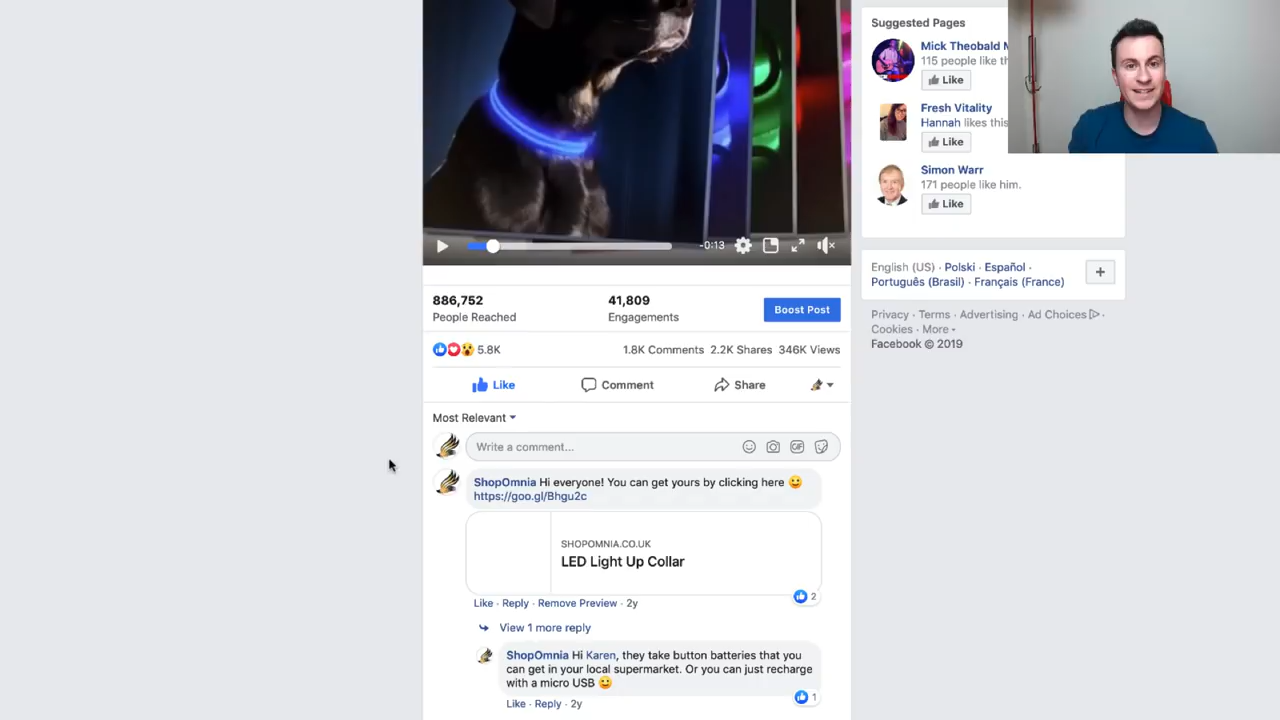 Suggested Pages
Mick Theobald M
115 people like th
Like
Fresh Vitality
Hannah likes this
Like
Simon Warr
171 people like him.
Like
-0:13
886,752
People Reached
41,809
Engagements
Boost Post
5.8K
1.8K Comments 2.2K Shares 346K Views
Like
Comment
Share
Most Relevant
Write a comment...
GIF
ShopOmnia Hi everyone! You can get yours by clicking here
https://goo.gl/Bhgu2c
SHOPOMNIA.CO.UK
LED Light Up Collar
2
Like · Reply · Remove Preview · 2y
View 1 more reply
ShopOmnia Hi Karen, they take button batteries that you
can get in your local supermarket. Or you can just recharge
with a micro USB
1
Like · Reply · 2y
English (US) · Polski · Español ·
Português (Brasil) · Français (France)
+
Privacy · Terms · Advertising · Ad Choices ·
Cookies · More
Facebook © 2019